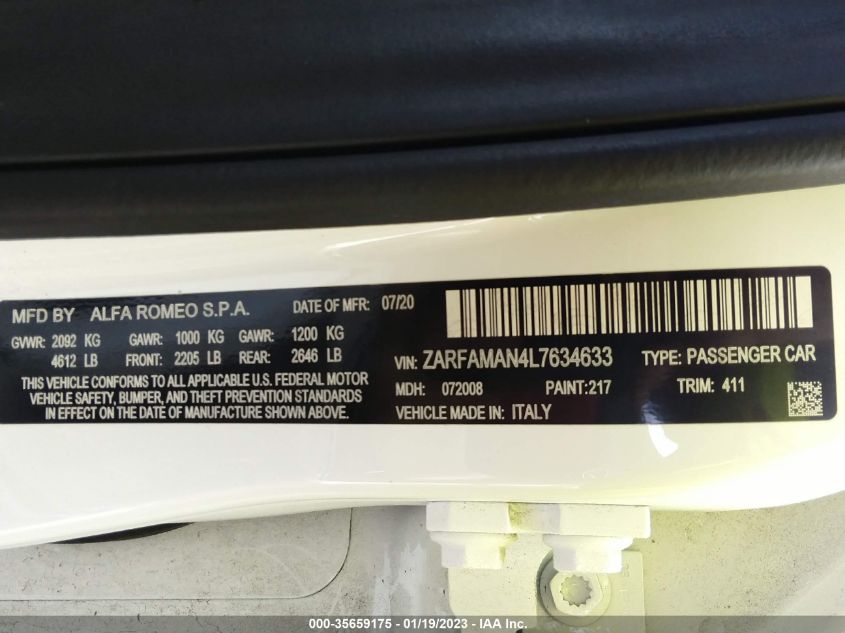 MFD BY ALFA ROMEO S.P.A. DATE OF MFR: 07/20
GVWR: 2092 KG GAWR: 1000 KG GAWR: 1200 KG
4612 LB FRONT: 2205 LB REAR: 2646 LB
THIS VEHICLE CONFORMS TO ALL APPLICABLE U.S. FEDERAL MOTOR
VEHICLE SAFETY, BUMPER, AND THEFT PREVENTION STANDARDS
IN EFFECT ON THE DATE OF MANUFACTURE SHOWN ABOVE.
VIN: ZARFAMAN4L7634633 TYPE: PASSENGER CAR
MDH: 072008 PAINT:217 TRIM: 411
VEHICLE MADE IN: ITALY
000-35659175 - 01/19/2023 - IAA Inc.